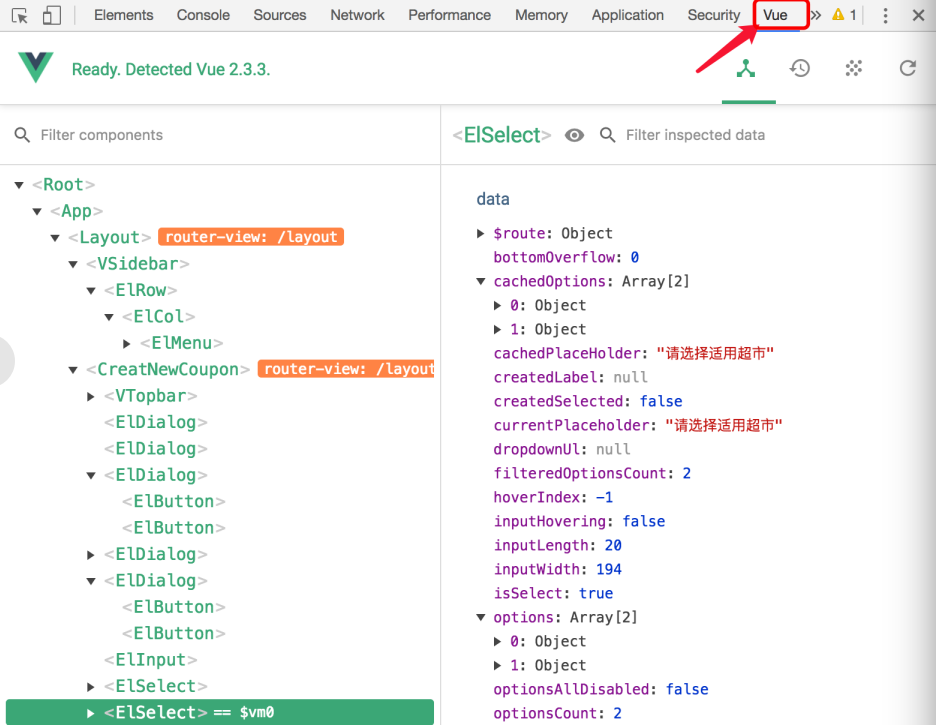 Elements Console Sources Network Performance Memory Application Security Vue » 1
Ready. Detected Vue 2.3.3.
Filter components
<ElSelect> Filter inspected data
<Root>
<App>
<Layout> router-view: /layout
<VSidebar>
<ElRow>
<ElCol>
<ElMenu>
<CreatNewCoupon> router-view: /layout
<VTopbar>
<ElDialog>
<ElDialog>
<ElDialog>
<ElButton>
<ElButton>
<ElDialog>
<ElDialog>
<ElButton>
<ElButton>
<ElInput>
<ElSelect>
<ElSelect> == $vm0
data
$route: Object
bottomOverflow: 0
cachedOptions: Array[2]
0: Object
1: Object
cachedPlaceHolder: "请选择适用超市"
createdLabel: null
createdSelected: false
currentPlaceholder: "请选择适用超市"
dropdownUl: null
filteredOptionsCount: 2
hoverIndex: -1
inputHovering: false
inputLength: 20
inputWidth: 194
isSelect: true
options: Array[2]
0: Object
1: Object
optionsAllDisabled: false
optionsCount: 2